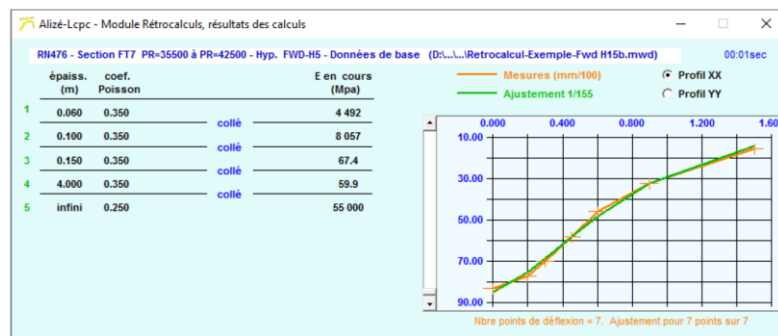 Alizé-Lcpc - Module Rétrocalculs, résultats des calculs
RN476 - Section FT7 PR=35500 à PR=42500 - Hyp. FWD-H5 - Données de base (D:\...\...\Retrocalcul-Exemple-Fwd H15b.mwd) 00:01sec
épaiss. coef. E en cours
(m) Poisson (Mpa)
1 0.060 0.350 4 492
collé
2 0.100 0.350 8 057
collé
3 0.150 0.350 67.4
collé
4 4.000 0.350 59.9
collé
5 infini 0.250 55 000
Mesures (mm/100) Profil XX
Ajustement 1/155 Profil YY
0.000 0.400 0.800 1.200 1.60
10.00
30.00
50.00
70.00
90.00
Nbre points de déflexion = 7. Ajustement pour 7 points sur 7